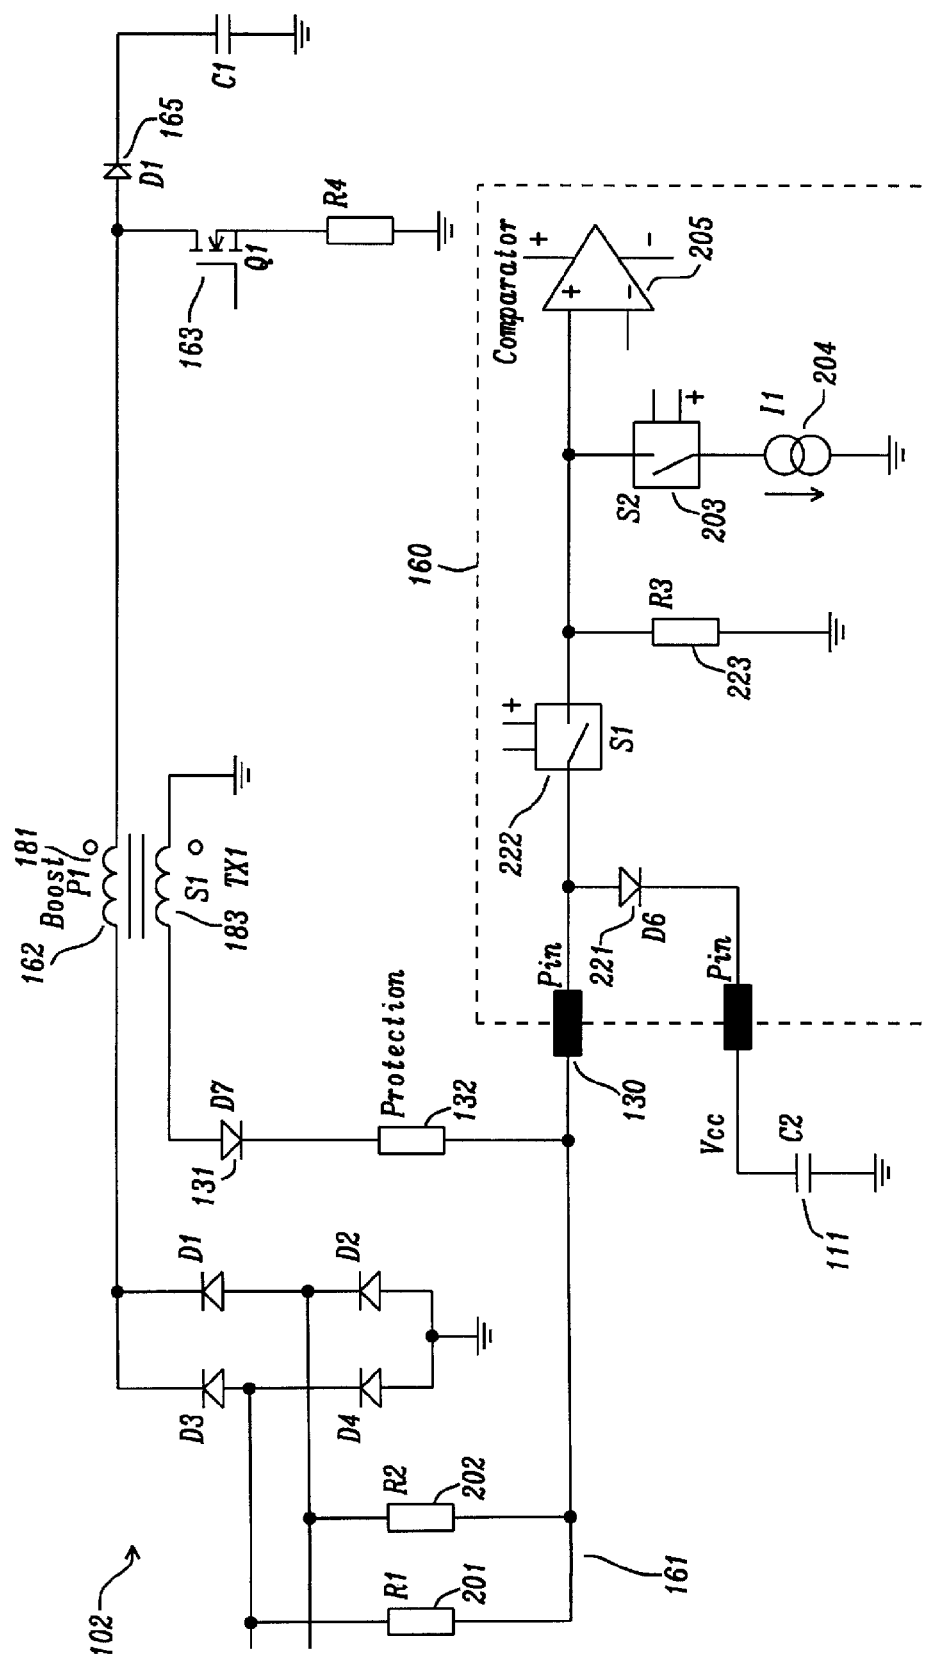 102
R1
201
R2
202
161
D3
D4
D1
D2
131
D7
Protection
132
Vcc
C2
111
130
Pin
Pin
221
D6
162
Boost
P1
181
S1
183
TX1
222
S1
R3
223
160
S2
203
+
I1
204
Comparator
+
-
+
-
205
163
Q1
R4
D1
165
C1
+